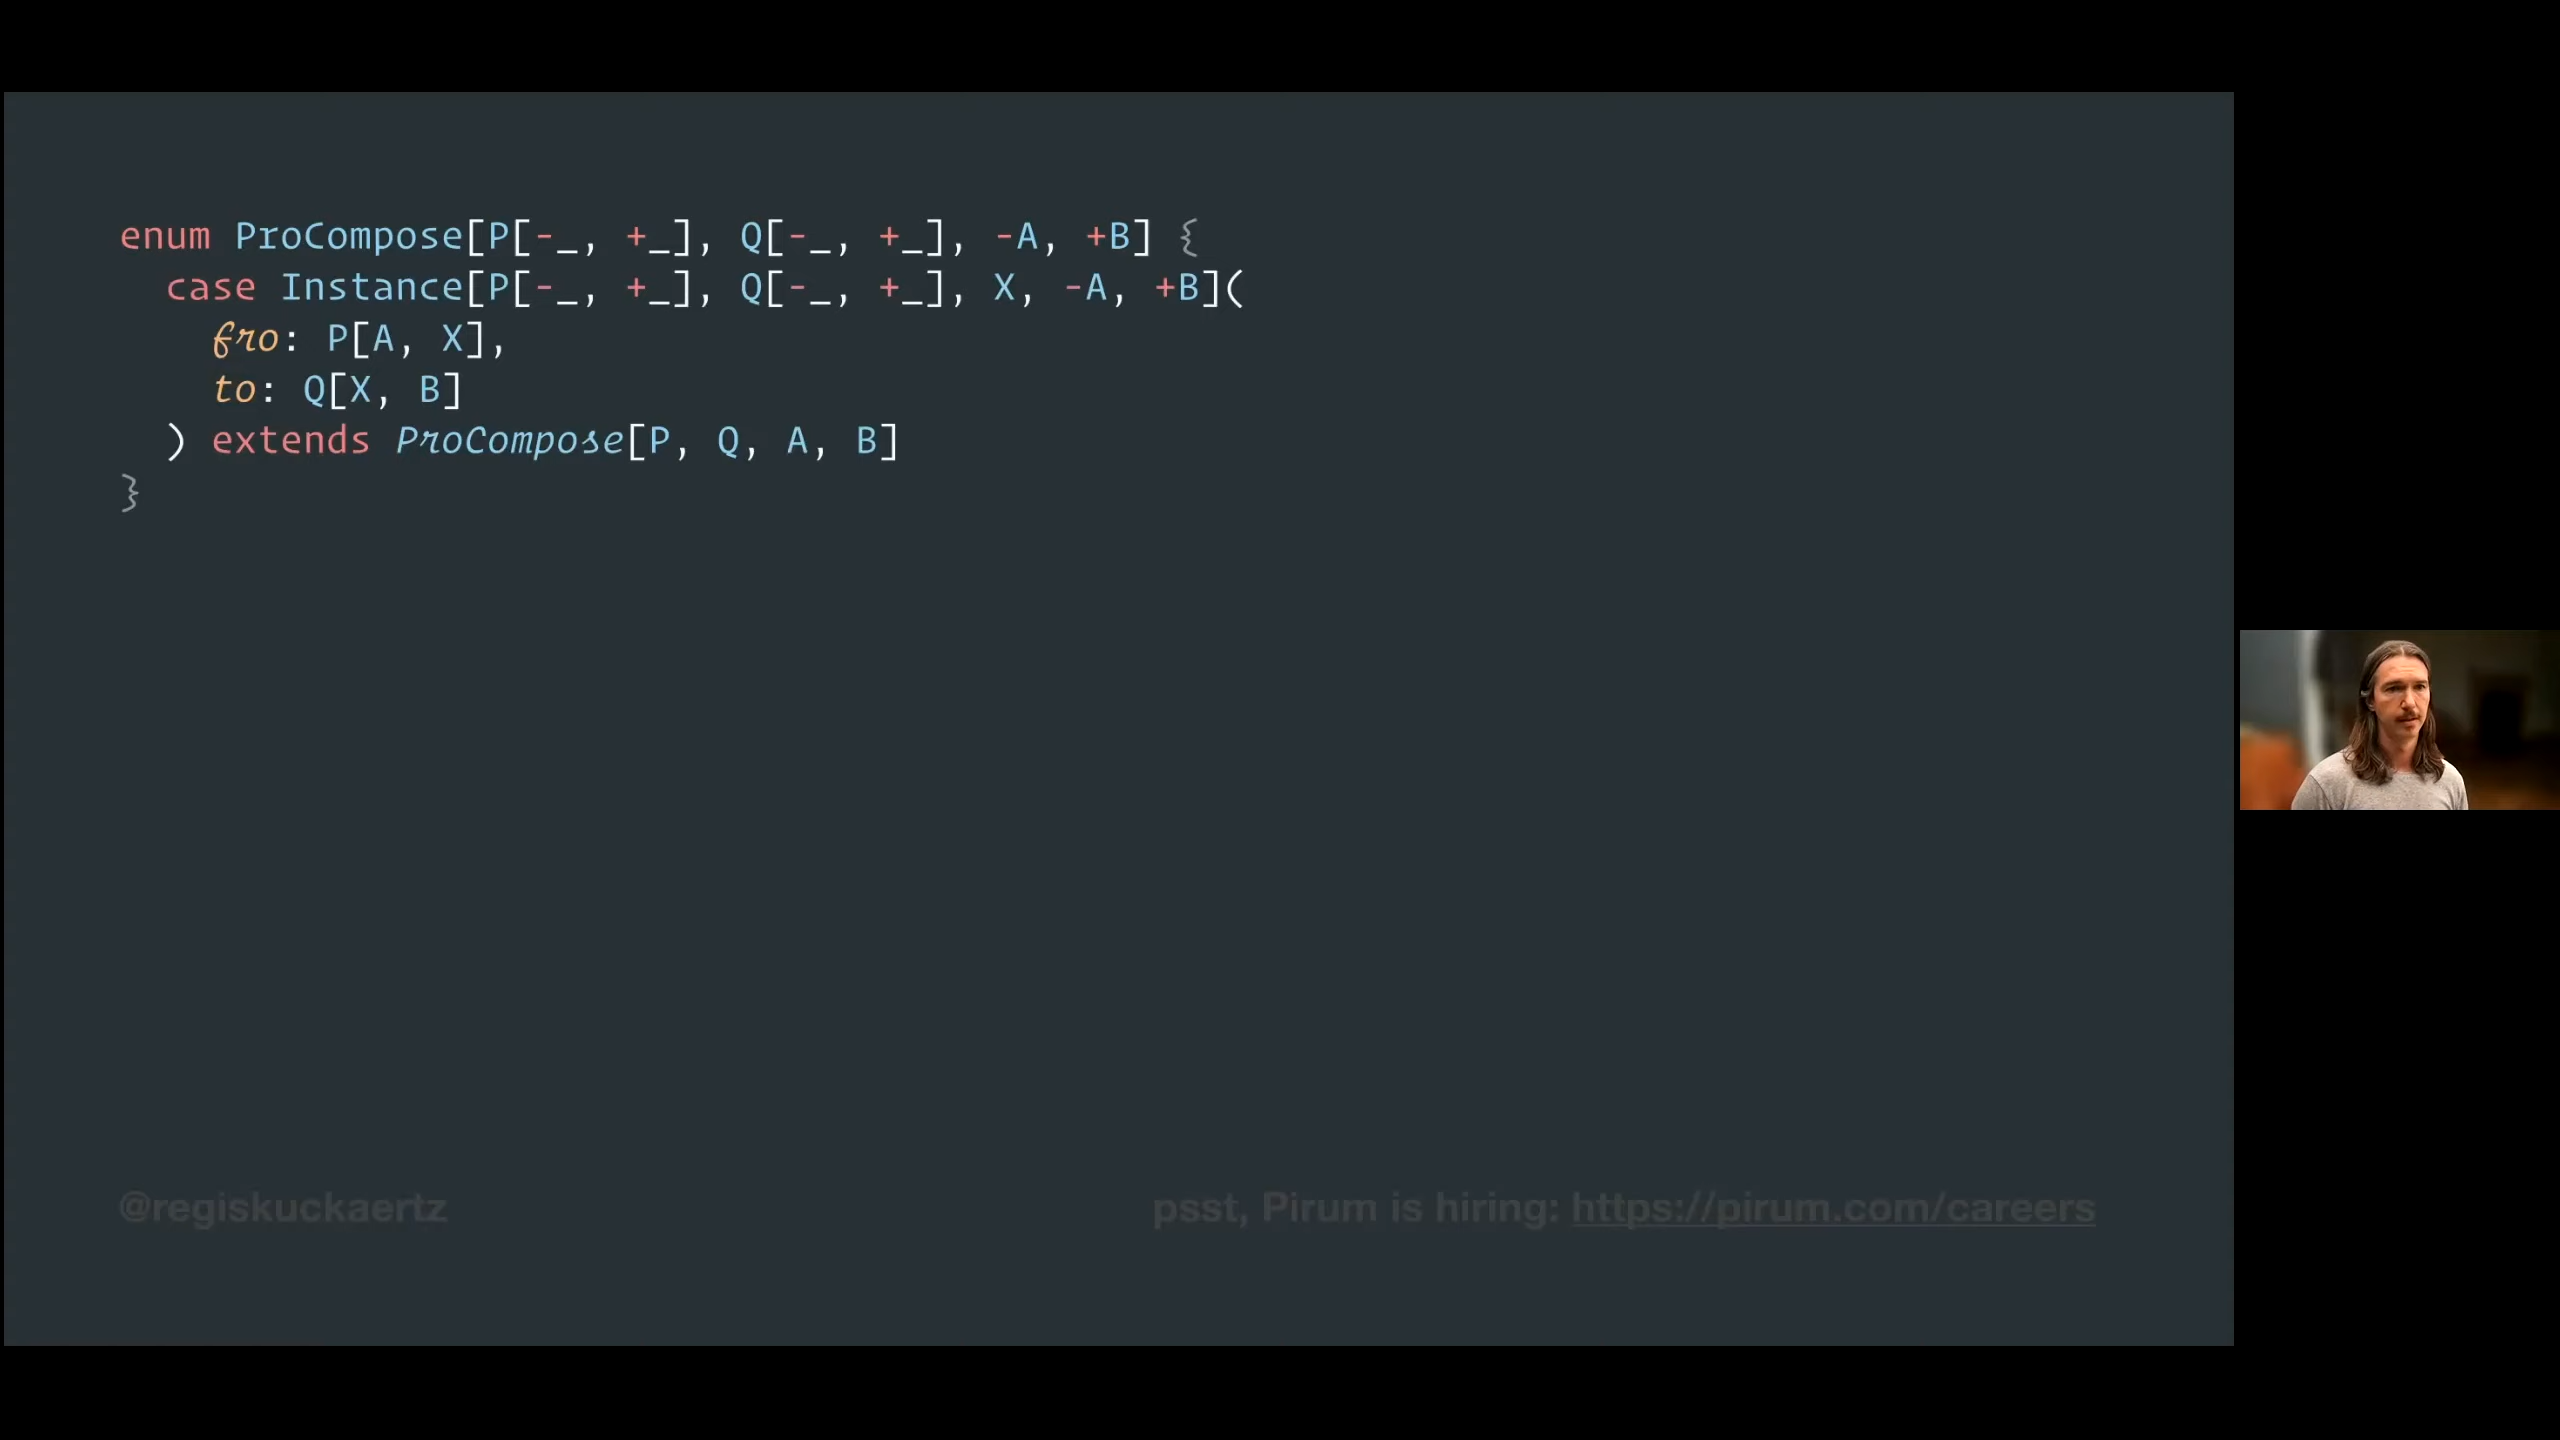 enum ProCompose[P[-_, +_], Q[-_, +_], -A, +B] {
case Instance[P[-_, +_], Q[-_, +_], X, -A, +B](
fro: P[A, X],
to: Q[X, B]
) extends ProCompose[P, Q, A, B]
}
@regiskuckaertz
psst, Pirum is hiring: https://pirum.com/careers